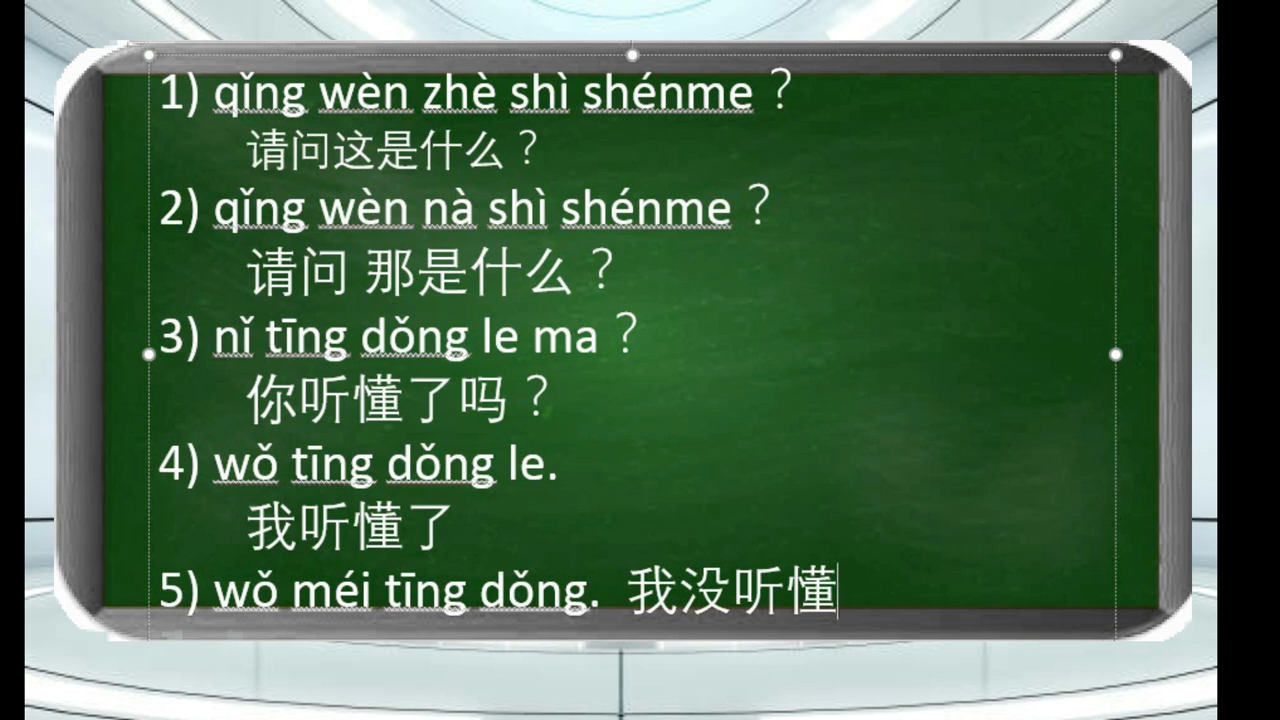 1) qǐng wèn zhè shì shénme？
请问这是什么？
2) qǐng wèn nà shì shénme？
请问 那是什么？
3) nǐ tīng dǒng le ma？
你听懂了吗？
4) wǒ tīng dǒng le.
我听懂了
5) wǒ méi tīng dǒng. 我没听懂